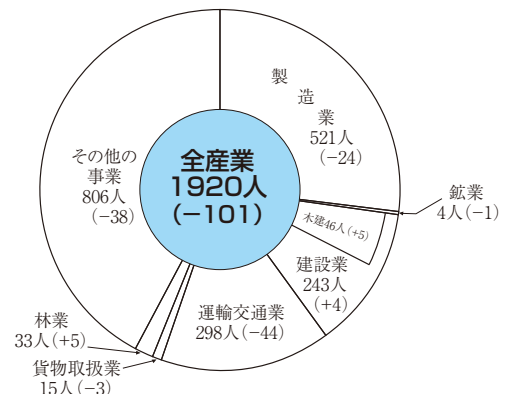 全産業
1920人
(−101)
製造業
521人
(−24)
鉱業
4人(−1)
木建46人(+5)
建設業
243人
(+4)
運輸交通業
298人(−44)
貨物取扱業
15人(−3)
林業
33人(+5)
その他の
事業
806人
(−38)